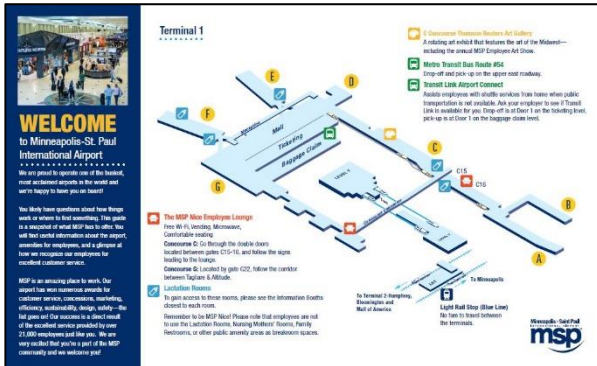 WELCOME
to Minneapolis-St. Paul
International Airport
We are proud to operate one of the busiest,
most acclaimed airports in the world and
we're happy to have you on board!
You likely have questions about how things
work or where to find something. This guide
is a snapshot of what MSP has to offer. You
will find useful information about the airport,
amenities for employees, and a glimpse at
how we recognize our employees for
excellent customer service.
MSP is an amazing place to work. Our
airport has won numerous awards for
customer service, concessions, marketing,
efficiency, sustainability, design, safety—the
list goes on! Our success is a direct result
of the excellent service provided by over
21,000 employees just like you. We are
very excited that you're a part of the MSP
community and we welcome you!
Terminal 1
E
D
F
Mall
Ticketing
Baggage Claim
G
C
C15
C16
B
A
LEVEL 1
C Concourse Thomson Reuters Art Gallery
A rotating art exhibit that features the art of the Midwest—
including the annual MSP Employee Art Show.
Metro Transit Bus Route #54
Drop-off and pick-up on the upper east roadway.
Transit Link Airport Connect
Assists employees with shuttle services from home when public
transportation is not available. Ask your employer to see if Transit
Link is available for you. Drop-off is at Door 1 on the ticketing level,
pick-up is at Door 1 on the baggage claim level.
The MSP Nice Employee Lounge
Free Wi-Fi, Vending, Microwave,
Comfortable seating
Concourse C: Go through the double doors
located between gates C15-16, and follow the signs
leading to the lounge.
Concourse G: Located by gate G22, follow the corridor
between Tagliare & Altitude.
Lactation Rooms
To gain access to these rooms, please see the Information Booths
closest to each room.
Remember to be MSP Nice! Please note that employees are not
to use the Lactation Rooms, Nursing Mothers' Rooms, Family
Restrooms, or other public amenity areas as breakroom spaces.
To Minneapolis
To Terminal 2-Humphrey,
Bloomington and
Mall of America
Light Rail Stop (Blue Line)
No fare to travel between
the terminals.
Minneapolis - Saint Paul
INTERNATIONAL AIRPORT
msp